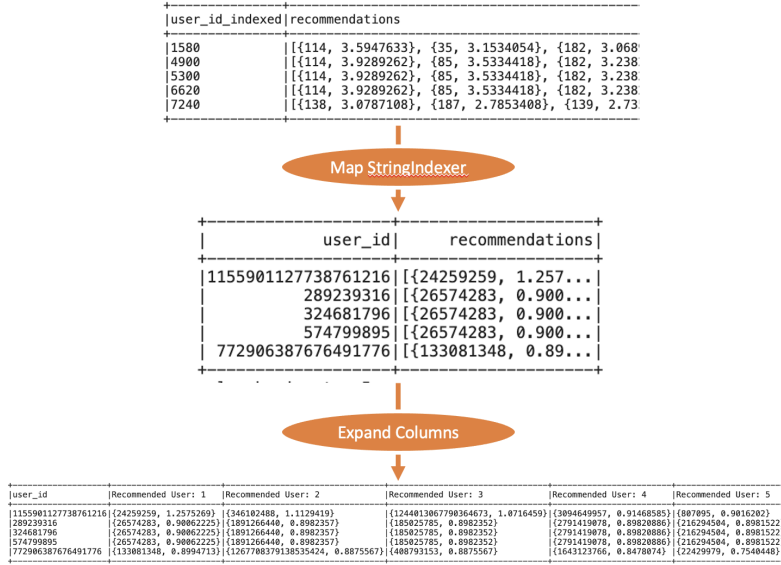 |user_id_indexed|recommendations
|1580 |[{114, 3.5947633}, {35, 3.1534054}, {182, 3.068
|4900 |[{114, 3.9289262}, {85, 3.5334418}, {182, 3.238
|5300 |[{114, 3.9289262}, {85, 3.5334418}, {182, 3.238
|6620 |[{114, 3.9289262}, {85, 3.5334418}, {182, 3.238
|7240 |[{138, 3.0787108}, {187, 2.7853408}, {139, 2.73
Map StringIndexer
| user_id| recommendations|
|1155901127738761216|[{24259259, 1.257...|
| 289239316|[{26574283, 0.900...|
| 324681796|[{26574283, 0.900...|
| 574799895|[{26574283, 0.900...|
| 772906387676491776|[{133081348, 0.89...|
Expand Columns
|user_id |Recommended User: 1 |Recommended User: 2 |Recommended User: 3 |Recommended User: 4 |Recommended User: 5
|1155901127738761216|{24259259, 1.2575269} |{346102488, 1.1129419} |{1244013067790364673, 1.0716459}|{3094649957, 0.91468585}|{807095, 0.9016202}
|289239316 |{26574283, 0.90062225}|{1891266440, 0.8982357} |{185025785, 0.8982352} |{2791419078, 0.89820886}|{216294504, 0.8981522
|324681796 |{26574283, 0.90062225}|{1891266440, 0.8982357} |{185025785, 0.8982352} |{2791419078, 0.89820886}|{216294504, 0.8981522
|574799895 |{26574283, 0.90062225}|{1891266440, 0.8982357} |{185025785, 0.8982352} |{2791419078, 0.89820886}|{216294504, 0.8981522
|772906387676491776 |{133081348, 0.8994713}|{1267708379138535424, 0.8875567}|{408793153, 0.8875567} |{1643123766, 0.8478074} |{22429979, 0.7540448}